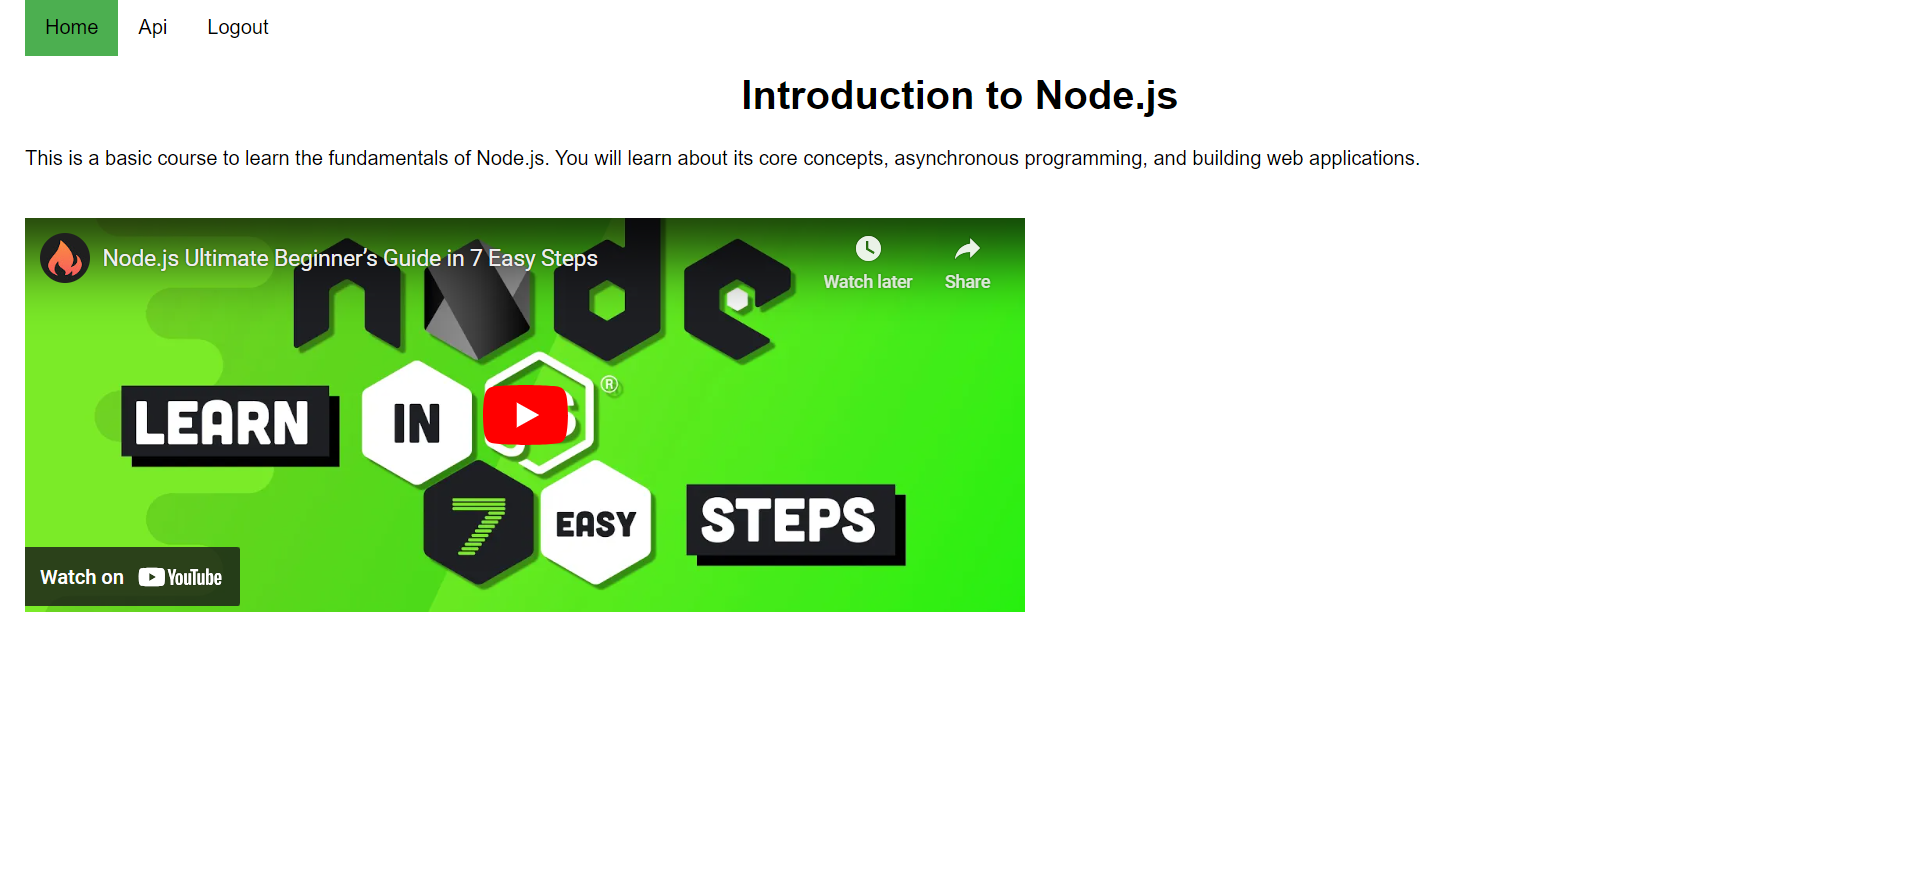 Home Api Logout
Introduction to Node.js
This is a basic course to learn the fundamentals of Node.js. You will learn about its core concepts, asynchronous programming, and building web applications.
Node.js Ultimate Beginner’s Guide in 7 Easy Steps
Watch later Share
node
®
LEARN IN
7 EASY STEPS
Watch on YouTube